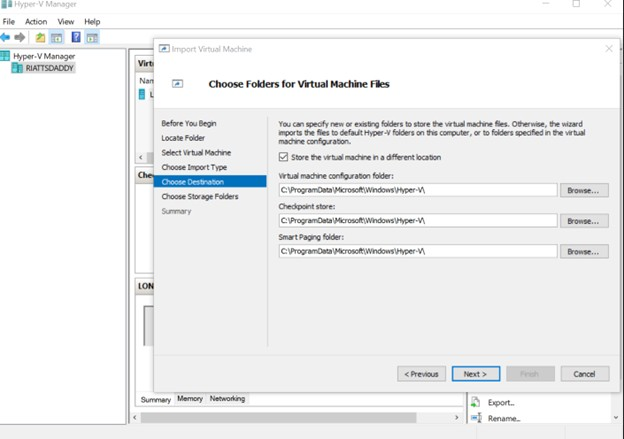 Hyper-V Manager
File Action View Help
Hyper-V Manager
RIATTSDADDY
Import Virtual Machine
Choose Folders for Virtual Machine Files
Before You Begin
Locate Folder
Select Virtual Machine
Choose Import Type
Choose Destination
Choose Storage Folders
Summary
You can specify new or existing folders to store the virtual machine files. Otherwise, the wizard
imports the files to default Hyper-V folders on this computer, or to folders specified in the virtual
machine configuration.
Store the virtual machine in a different location
Virtual machine configuration folder:
C:\ProgramData\Microsoft\Windows\Hyper-V\ Browse...
Checkpoint store:
C:\ProgramData\Microsoft\Windows\Hyper-V\ Browse...
Smart Paging folder:
C:\ProgramData\Microsoft\Windows\Hyper-V\ Browse...
< Previous Next > Finish Cancel
LON
Summary Memory Networking
Export...
Rename...